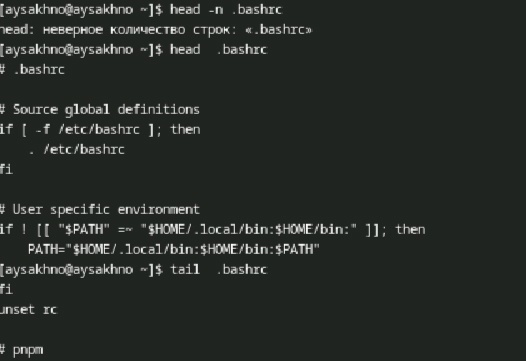 [aysakhno@aysakhno ~]$ head -n .bashrc
head: неверное количество строк: «.bashrc»
[aysakhno@aysakhno ~]$ head  .bashrc
# .bashrc
# Source global definitions
if [ -f /etc/bashrc ]; then
    . /etc/bashrc
fi
# User specific environment
if ! [[ "$PATH" =~ "$HOME/.local/bin:$HOME/bin:" ]]; then
    PATH="$HOME/.local/bin:$HOME/bin:$PATH"
[aysakhno@aysakhno ~]$ tail  .bashrc
fi
unset rc
# pnpm